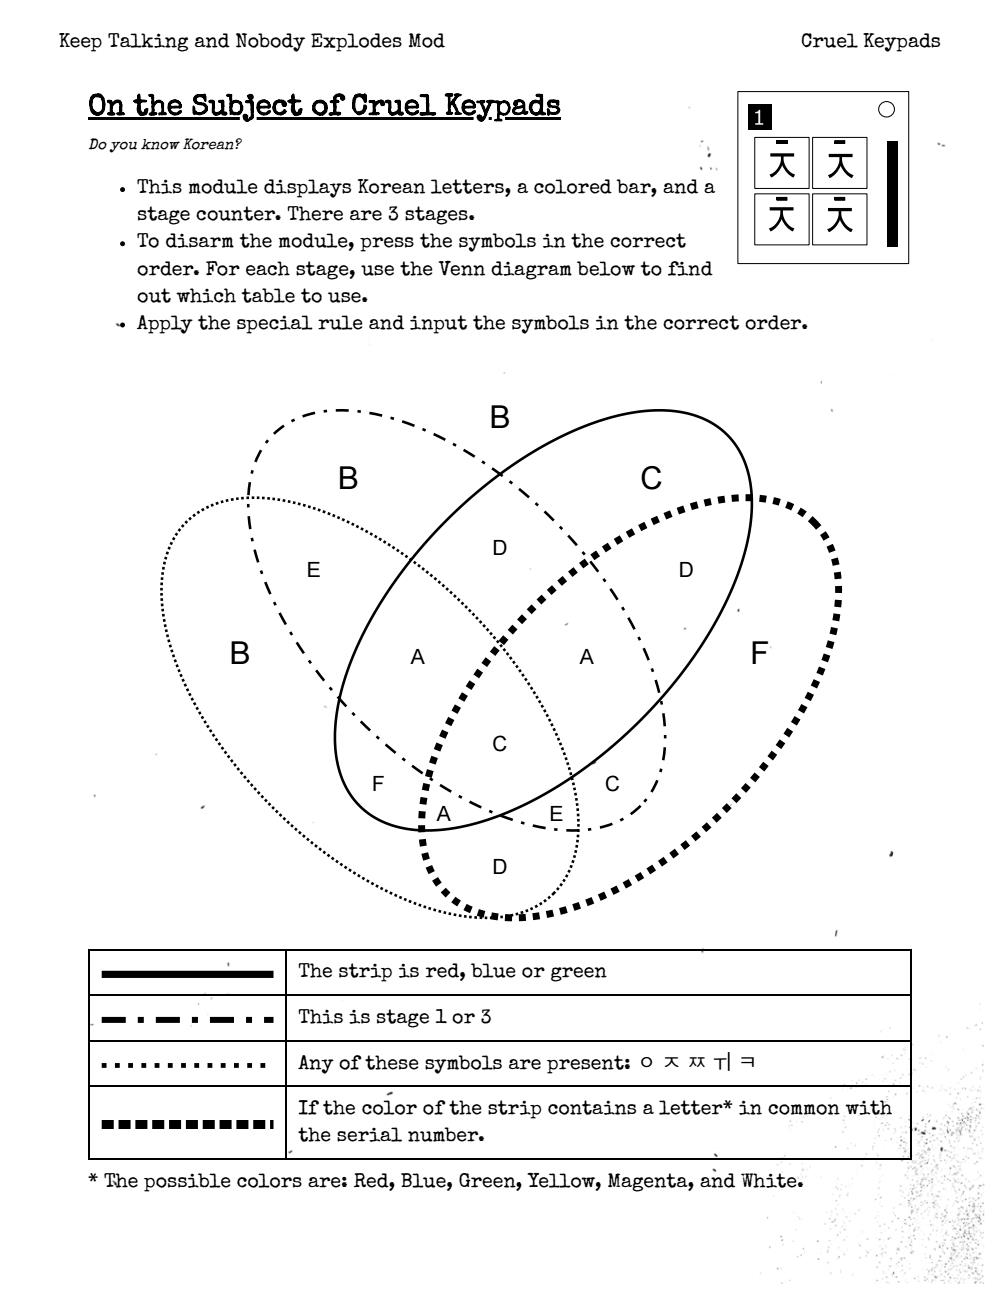 Keep Talking and Nobody Explodes Mod
Cruel Keypads
On the Subject of Cruel Keypads
Do you know Korean?
1
ㅊ ㅊ
ㅊ ㅊ
• This module displays Korean letters, a colored bar, and a
stage counter. There are 3 stages.
• To disarm the module, press the symbols in the correct
order. For each stage, use the Venn diagram below to find
out which table to use.
• Apply the special rule and input the symbols in the correct order.
B
B
C
D
E
D
B
A
A
F
C
F
C
A
E
D
The strip is red, blue or green
This is stage 1 or 3
Any of these symbols are present: ㅇ ㅈ ㅉ ㅟ ㅋ
If the color of the strip contains a letter* in common with
the serial number.
* The possible colors are: Red, Blue, Green, Yellow, Magenta, and White.